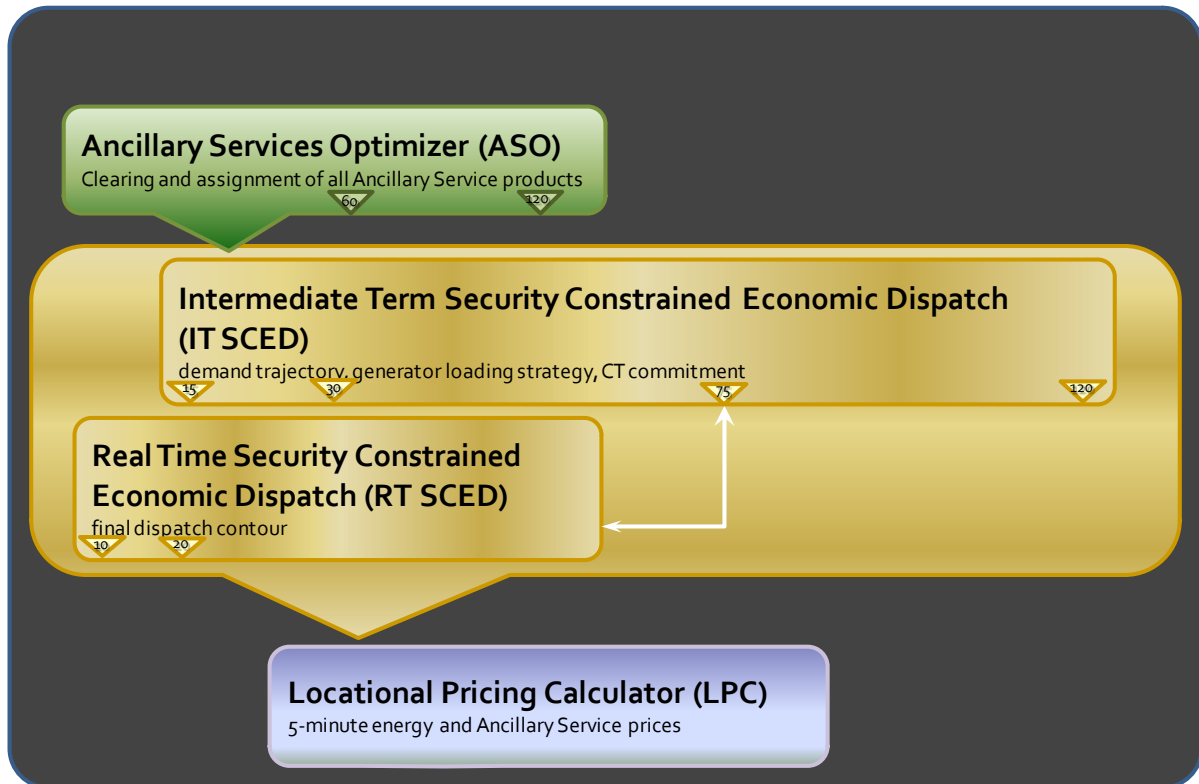 Ancillary Services Optimizer (ASO)
Clearing and assignment of all Ancillary Service products
60 120
Intermediate Term Security Constrained Economic Dispatch
(IT SCED)
demand trajectory, generator loading strategy, CT commitment
15 30 75 120
Real Time Security Constrained
Economic Dispatch (RT SCED)
final dispatch contour
10 20
Locational Pricing Calculator (LPC)
5-minute energy and Ancillary Service prices